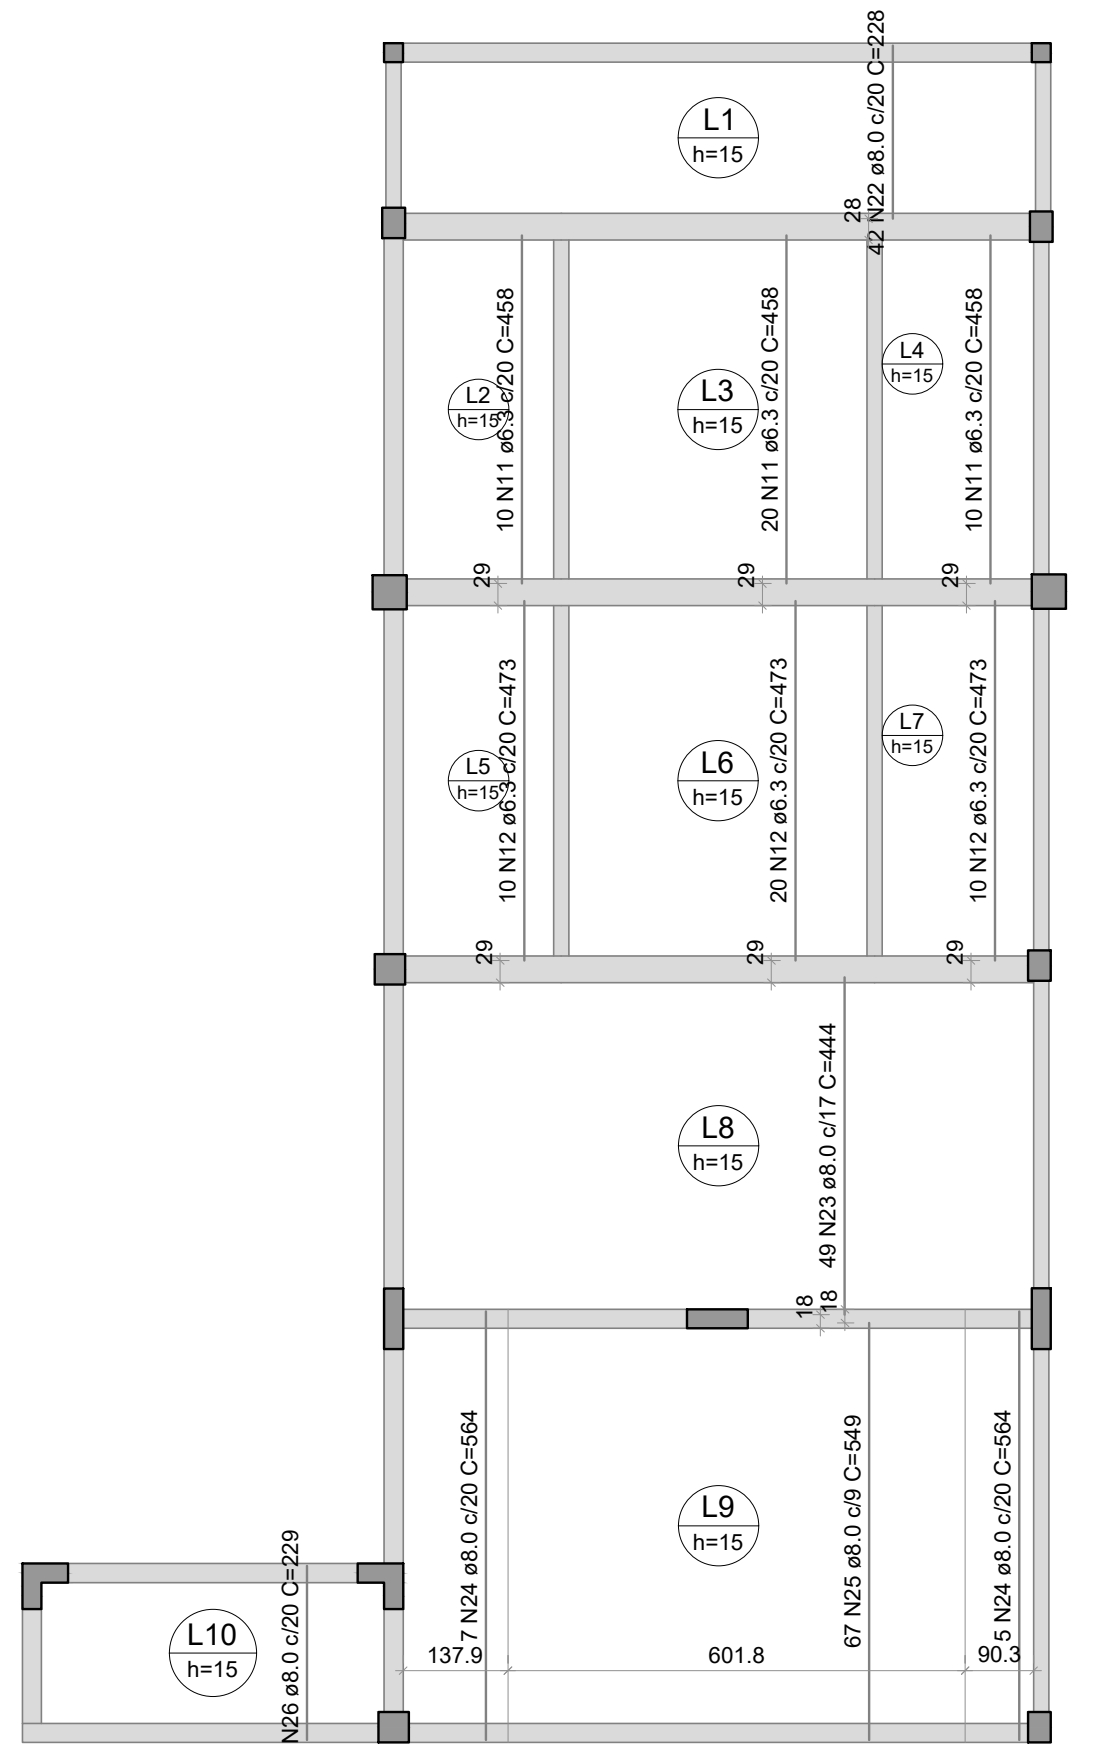 42 N22 ø8.0 c/20 C=228
L1
h=15
28
10 N11 ø6.3 c/20 C=458
20 N11 ø6.3 c/20 C=458
10 N11 ø6.3 c/20 C=458
L4
h=15
L2
h=15
L3
h=15
29
29
29
10 N12 ø6.3 c/20 C=473
20 N12 ø6.3 c/20 C=473
10 N12 ø6.3 c/20 C=473
L7
h=15
L5
h=15
L6
h=15
29
29
29
49 N23 ø8.0 c/17 C=444
L8
h=15
18
18
7 N24 ø8.0 c/20 C=564
67 N25 ø8.0 c/9 C=549
5 N24 ø8.0 c/20 C=564
L9
h=15
N26 ø8.0 c/20 C=229
L10
h=15
137.9
601.8
90.3